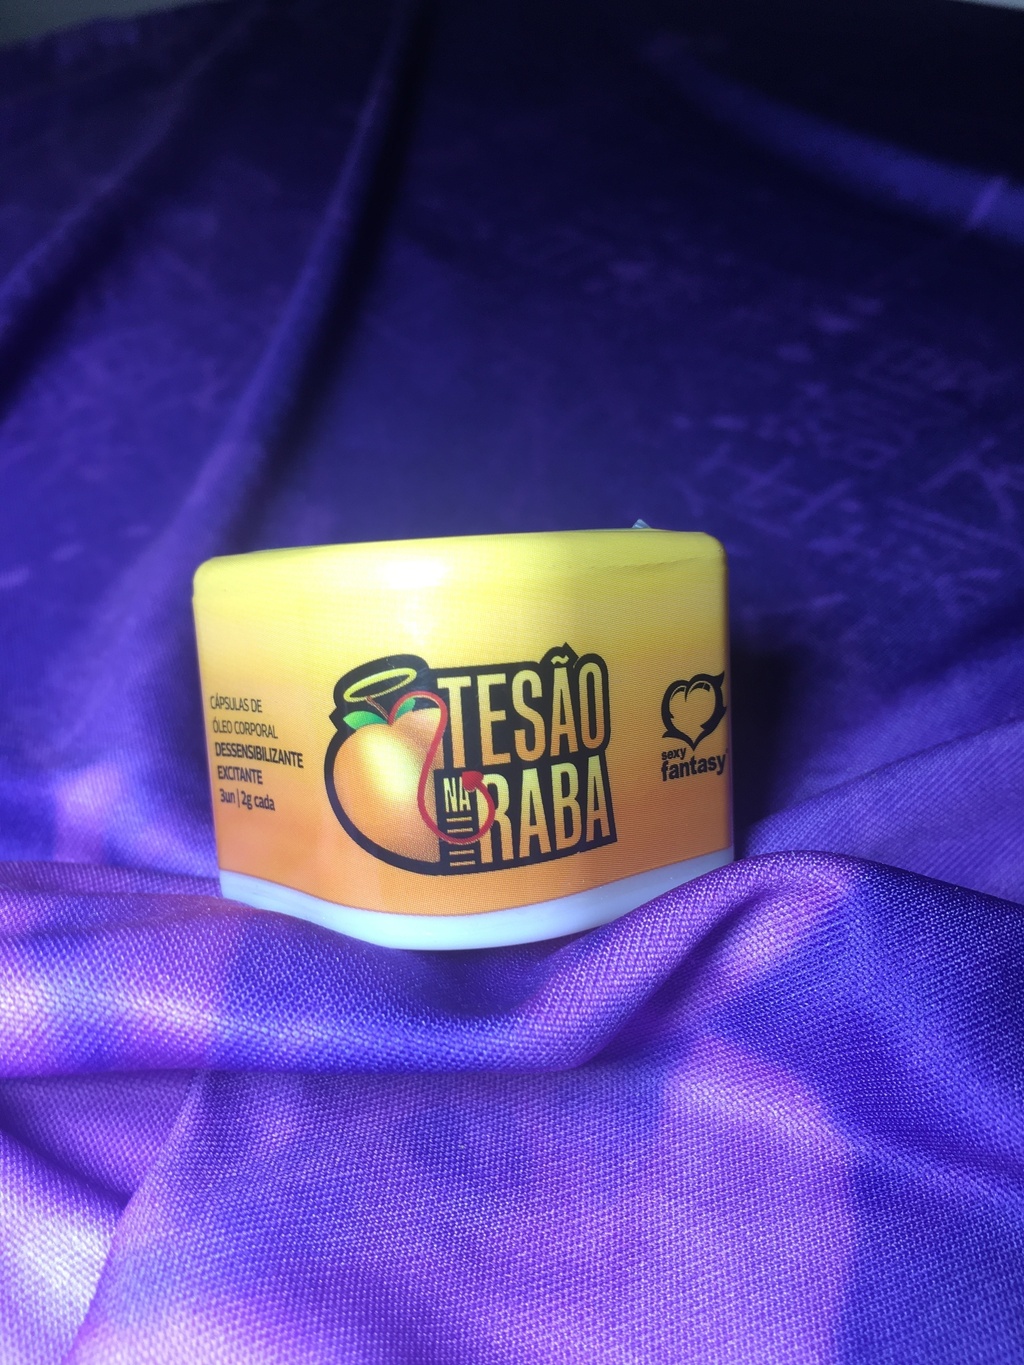 CÁPSULAS DE
ÓLEO CORPORAL
DESSENSIBILIZANTE
EXCITANTE
3un | 2g cada
TESÃO
NA
RABA
sexy
fantasy